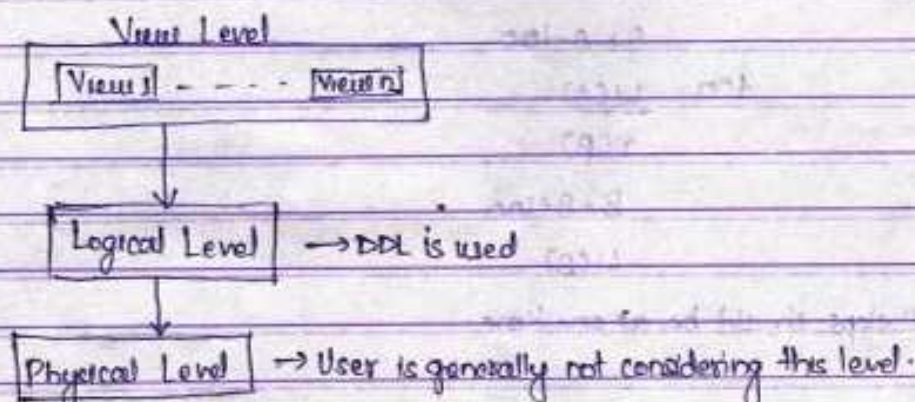 View Level
View 1 - - - - View n
Logical Level → DDL is used
Physical Level → User is generally not considering this level.